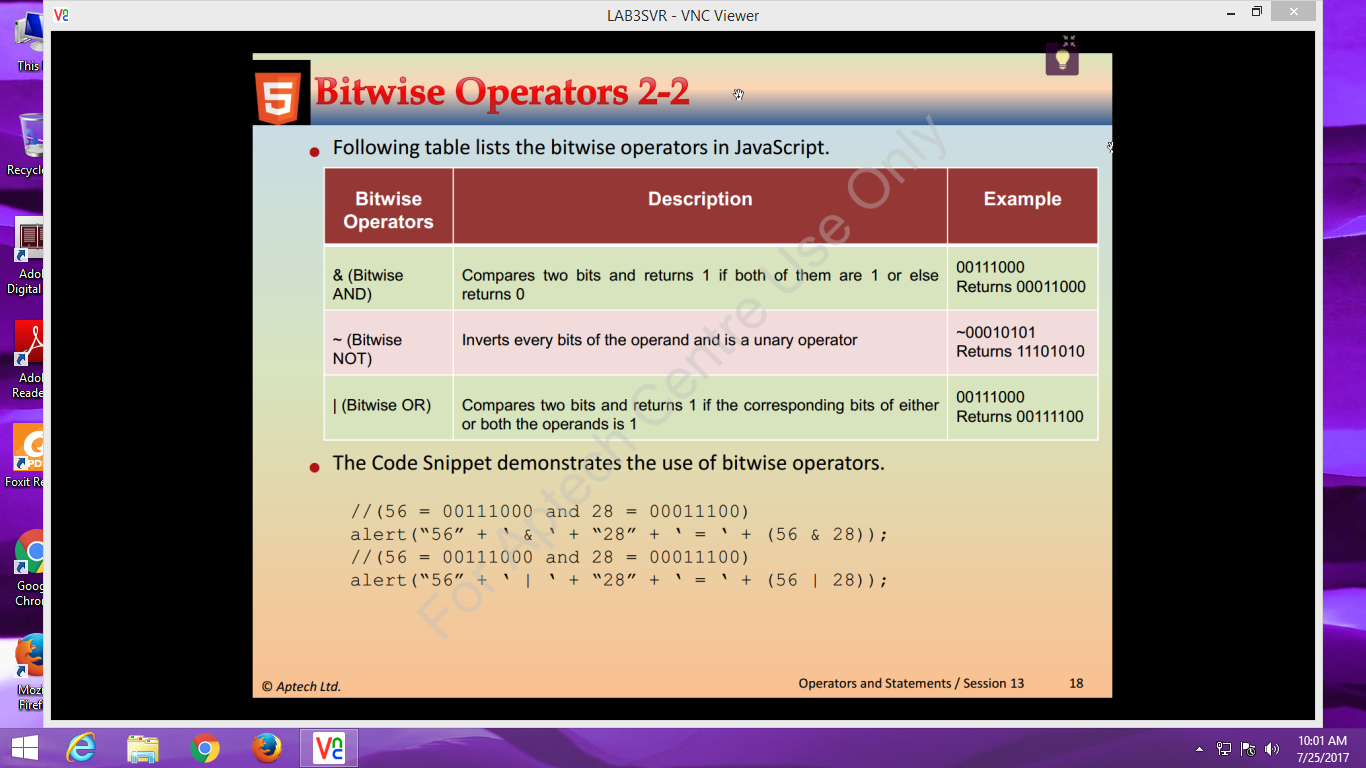 LAB3SVR - VNC Viewer
This
Recycle
Adol
Digital
Adol
Reade
Foxit Re
Goog
Chror
Mozi
Firef
Bitwise Operators 2-2
Following table lists the bitwise operators in JavaScript.
Bitwise
Operators
Description
Example
& (Bitwise
AND)
Compares two bits and returns 1 if both of them are 1 or else
returns 0
00111000
Returns 00011000
~ (Bitwise
NOT)
Inverts every bits of the operand and is a unary operator
~00010101
Returns 11101010
| (Bitwise OR)
Compares two bits and returns 1 if the corresponding bits of either
or both the operands is 1
00111000
Returns 00111100
The Code Snippet demonstrates the use of bitwise operators.
//(56 = 00111000 and 28 = 00011100)
alert(“56” + ‘ & ‘ + “28” + ‘ = ‘ + (56 & 28));
//(56 = 00111000 and 28 = 00011100)
alert(“56” + ‘ | ‘ + “28” + ‘ = ‘ + (56 | 28));
For Aptech Centre Use Only
© Aptech Ltd.
Operators and Statements / Session 13
18
10:01 AM
7/25/2017